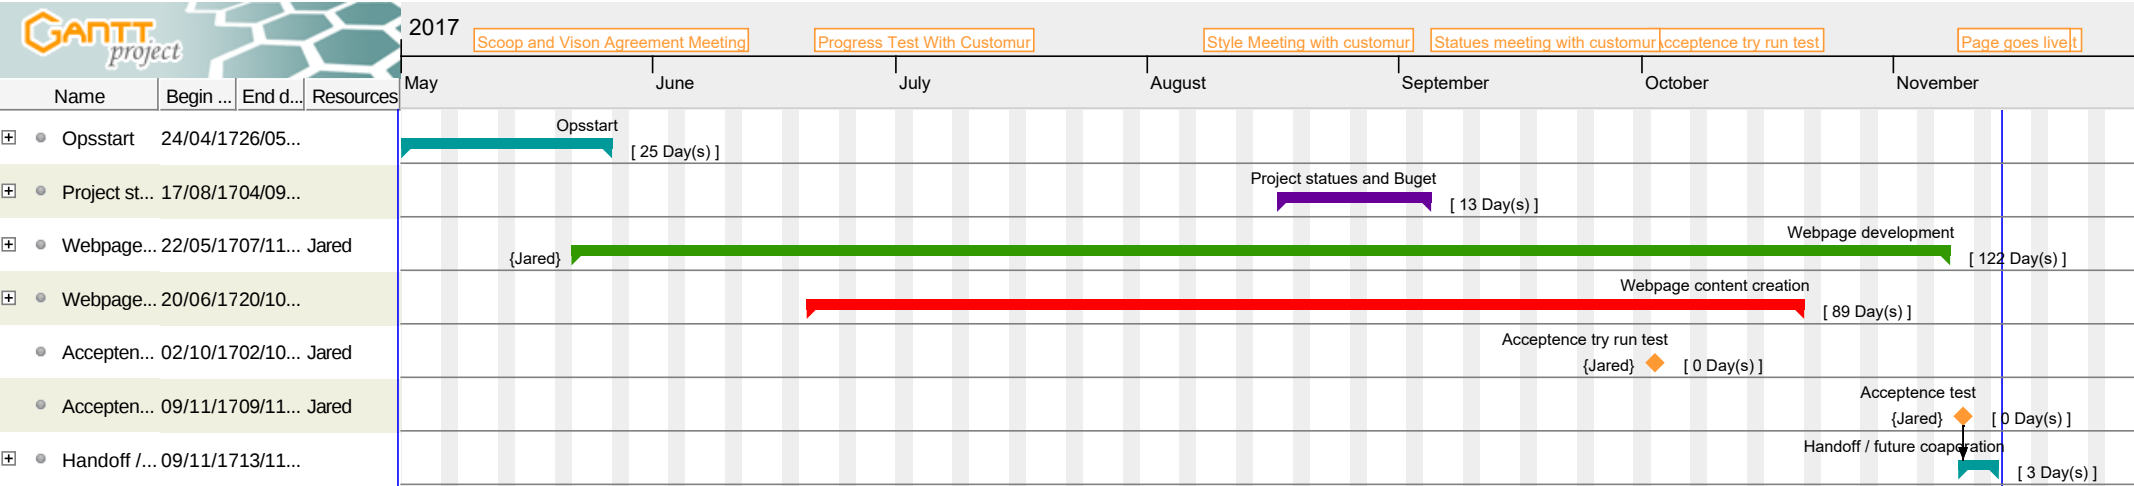 GANTT
project
2017
Scoop and Vison Agreement Meeting
Progress Test With Customur
Style Meeting with customur
Statues meeting with customur
cceptence try run test
Page goes live
t
May
June
July
August
September
October
November
Name
Begin ...
End d...
Resources
Opsstart
24/04/17
26/05...
Opsstart
[ 25 Day(s) ]
Project st...
17/08/17
04/09...
Project statues and Buget
[ 13 Day(s) ]
Webpage...
22/05/17
07/11...
Jared
{Jared}
Webpage development
[ 122 Day(s) ]
Webpage...
20/06/17
20/10...
Webpage content creation
[ 89 Day(s) ]
Accepten...
02/10/17
02/10...
Jared
Acceptence try run test
{Jared}
[ 0 Day(s) ]
Accepten...
09/11/17
09/11...
Jared
Acceptence test
{Jared}
[ 0 Day(s) ]
Handoff /...
09/11/17
13/11...
Handoff / future coaperation
[ 3 Day(s) ]